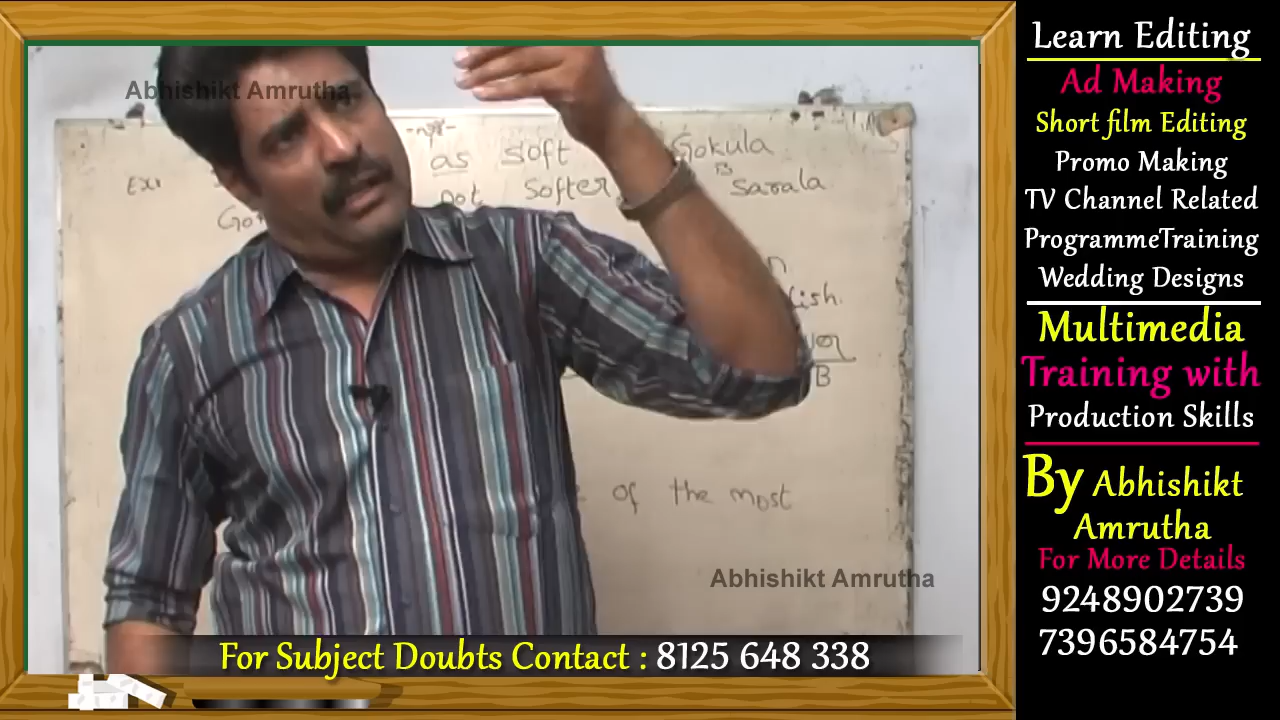 Abhishikt Amrutha
as soft Gokula
Ex: not softer is Sarala
of the most
Abhishikt Amrutha
For Subject Doubts Contact : 8125 648 338
Learn Editing
Ad Making
Short film Editing
Promo Making
TV Channel Related
ProgrammeTraining
Wedding Designs
Multimedia
Training with
Production Skills
By Abhishikt
Amrutha
For More Details
9248902739
7396584754